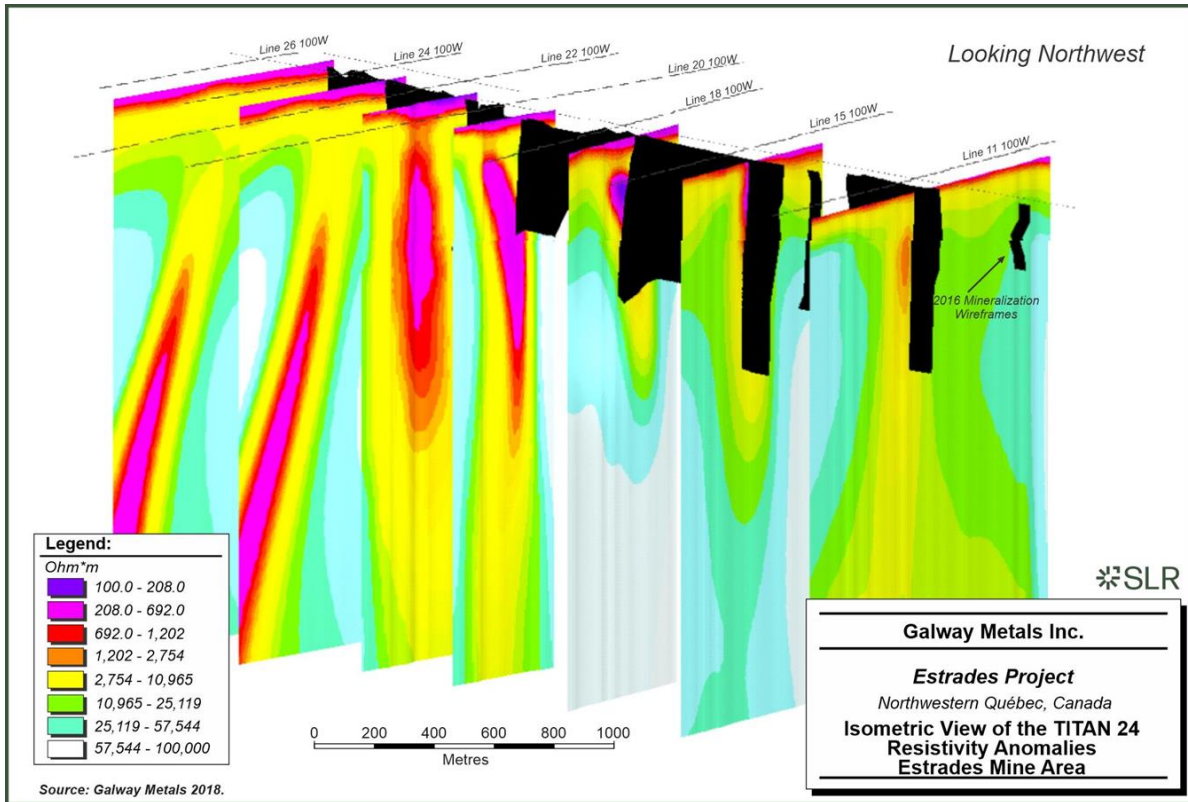 Looking Northwest
Line 26 100W
Line 24 100W
Line 22 100W
Line 20 100W
Line 18 100W
Line 15 100W
Line 11 100W
2016 Mineralization
Wireframes
Legend:
Ohm*m
100.0 - 208.0
208.0 - 692.0
692.0 - 1,202
1,202 - 2,754
2,754 - 10,965
10,965 - 25,119
25,119 - 57,544
57,544 - 100,000
0 200 400 600 800 1000
Metres
Source: Galway Metals 2018.
SLR
Galway Metals Inc.
Estrades Project
Northwestern Québec, Canada
Isometric View of the TITAN 24
Resistivity Anomalies
Estrades Mine Area